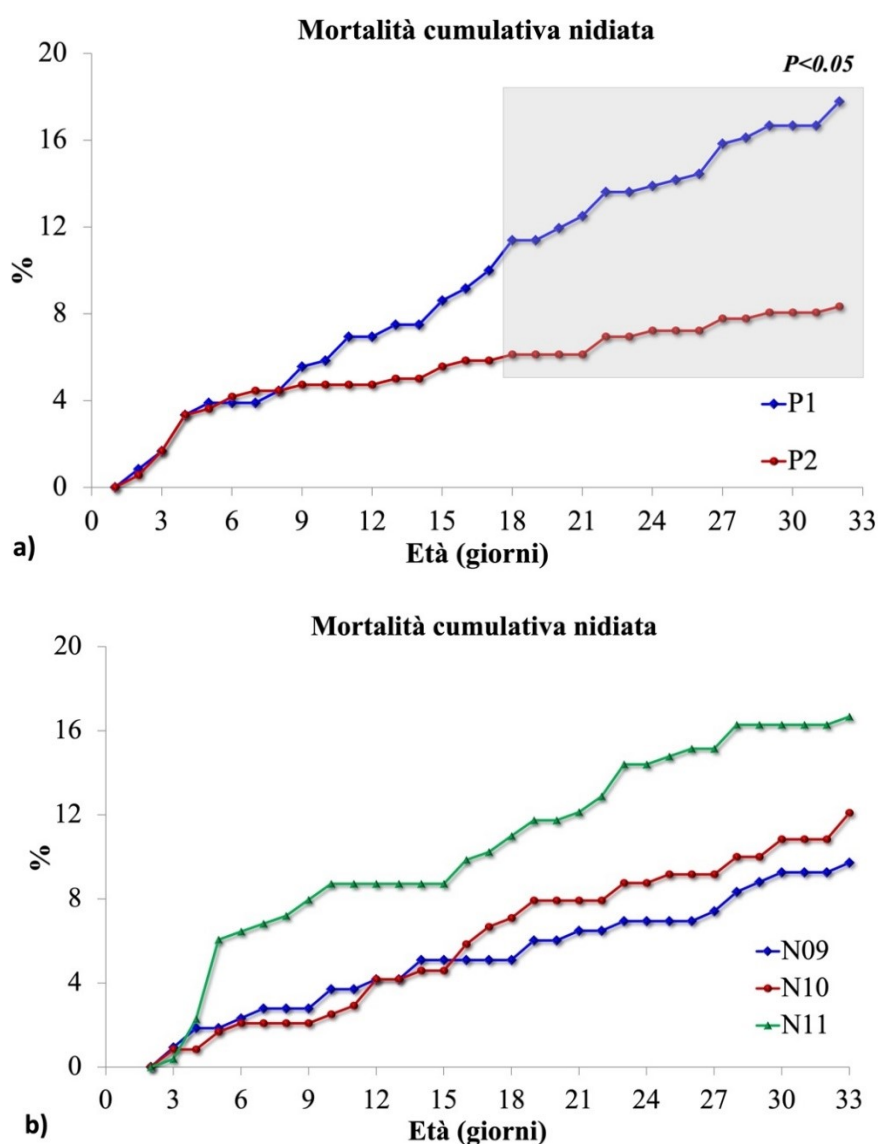 Mortalità cumulativa nidiata
P<0.05
20
16
12
8
4
0
%
0 3 6 9 12 15 18 21 24 27 30 33
Età (giorni)
P1
P2
a)
Mortalità cumulativa nidiata
20
16
12
8
4
0
%
0 3 6 9 12 15 18 21 24 27 30 33
Età (giorni)
N09
N10
N11
b)